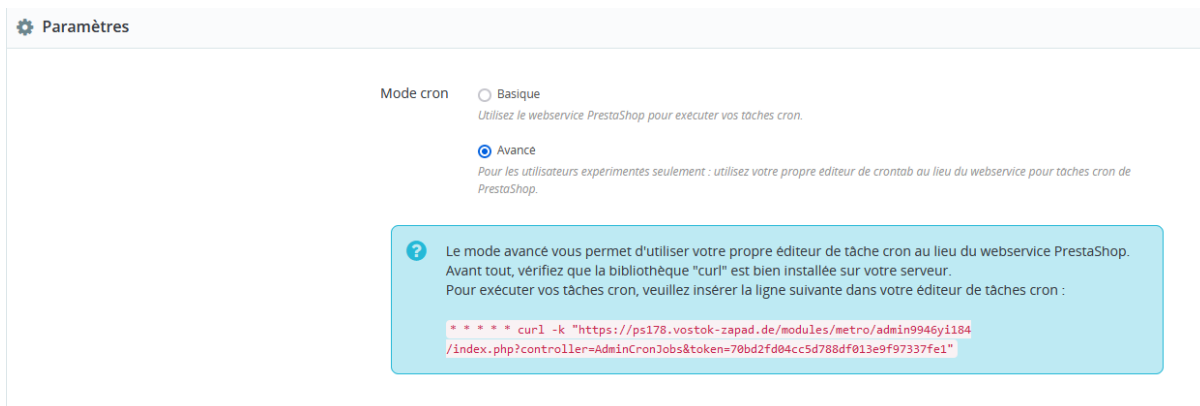 Paramètres
Mode cron
Basique
Utilisez le webservice PrestaShop pour exécuter vos tâches cron.
Avancé
Pour les utilisateurs expérimentés seulement : utilisez votre propre éditeur de crontab au lieu du webservice pour tâches cron de
PrestaShop.
Le mode avancé vous permet d'utiliser votre propre éditeur de tâche cron au lieu du webservice PrestaShop.
Avant tout, vérifiez que la bibliothèque "curl" est bien installée sur votre serveur.
Pour exécuter vos tâches cron, veuillez insérer la ligne suivante dans votre éditeur de tâches cron :
* * * * * curl -k "https://ps178.vostok-zapad.de/modules/metro/admin9946yi184
/index.php?controller=AdminCronJobs&token=70bd2fd04cc5d788df013e9f97337fe1"